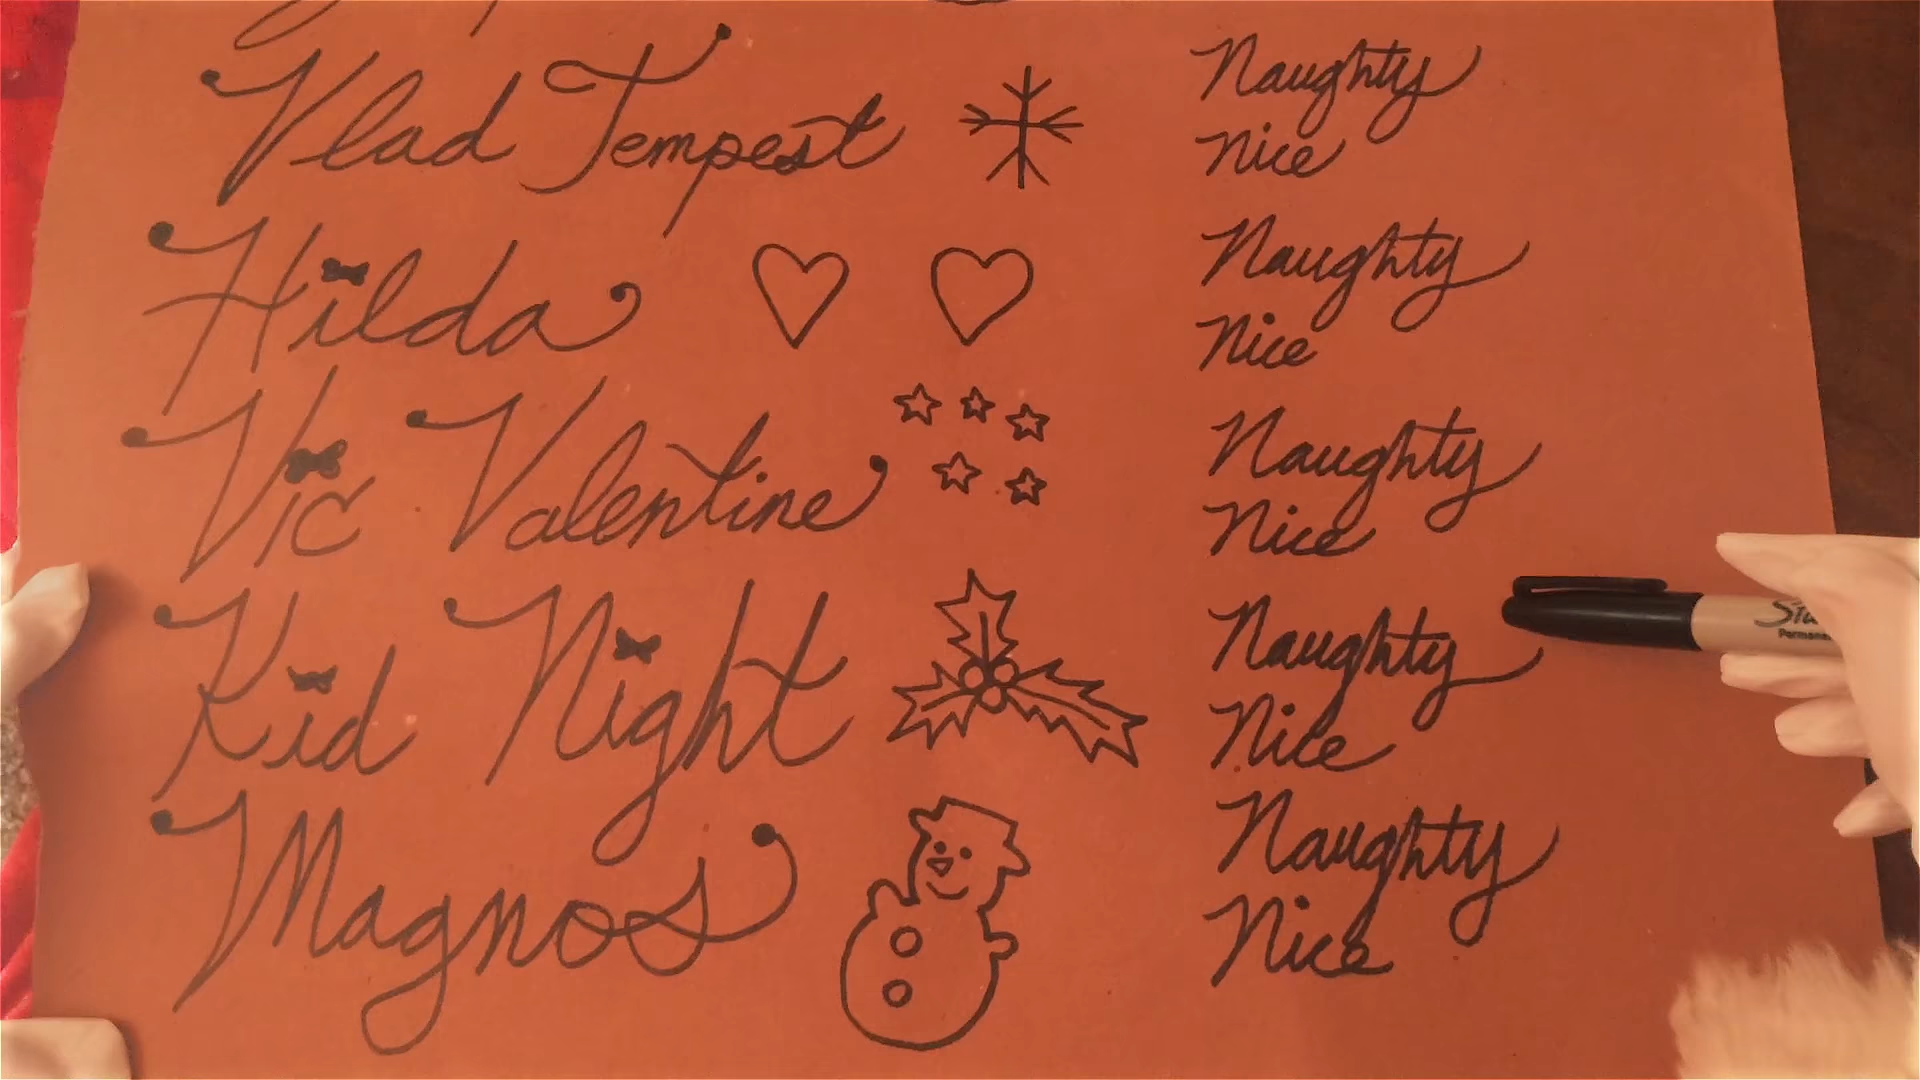 Vlad Tempest
Naughty
Nice
Hilda
Naughty
Nice
Vic Valentine
Naughty
Nice
Kid Night
Naughty
Nice
Magnos
Naughty
Nice